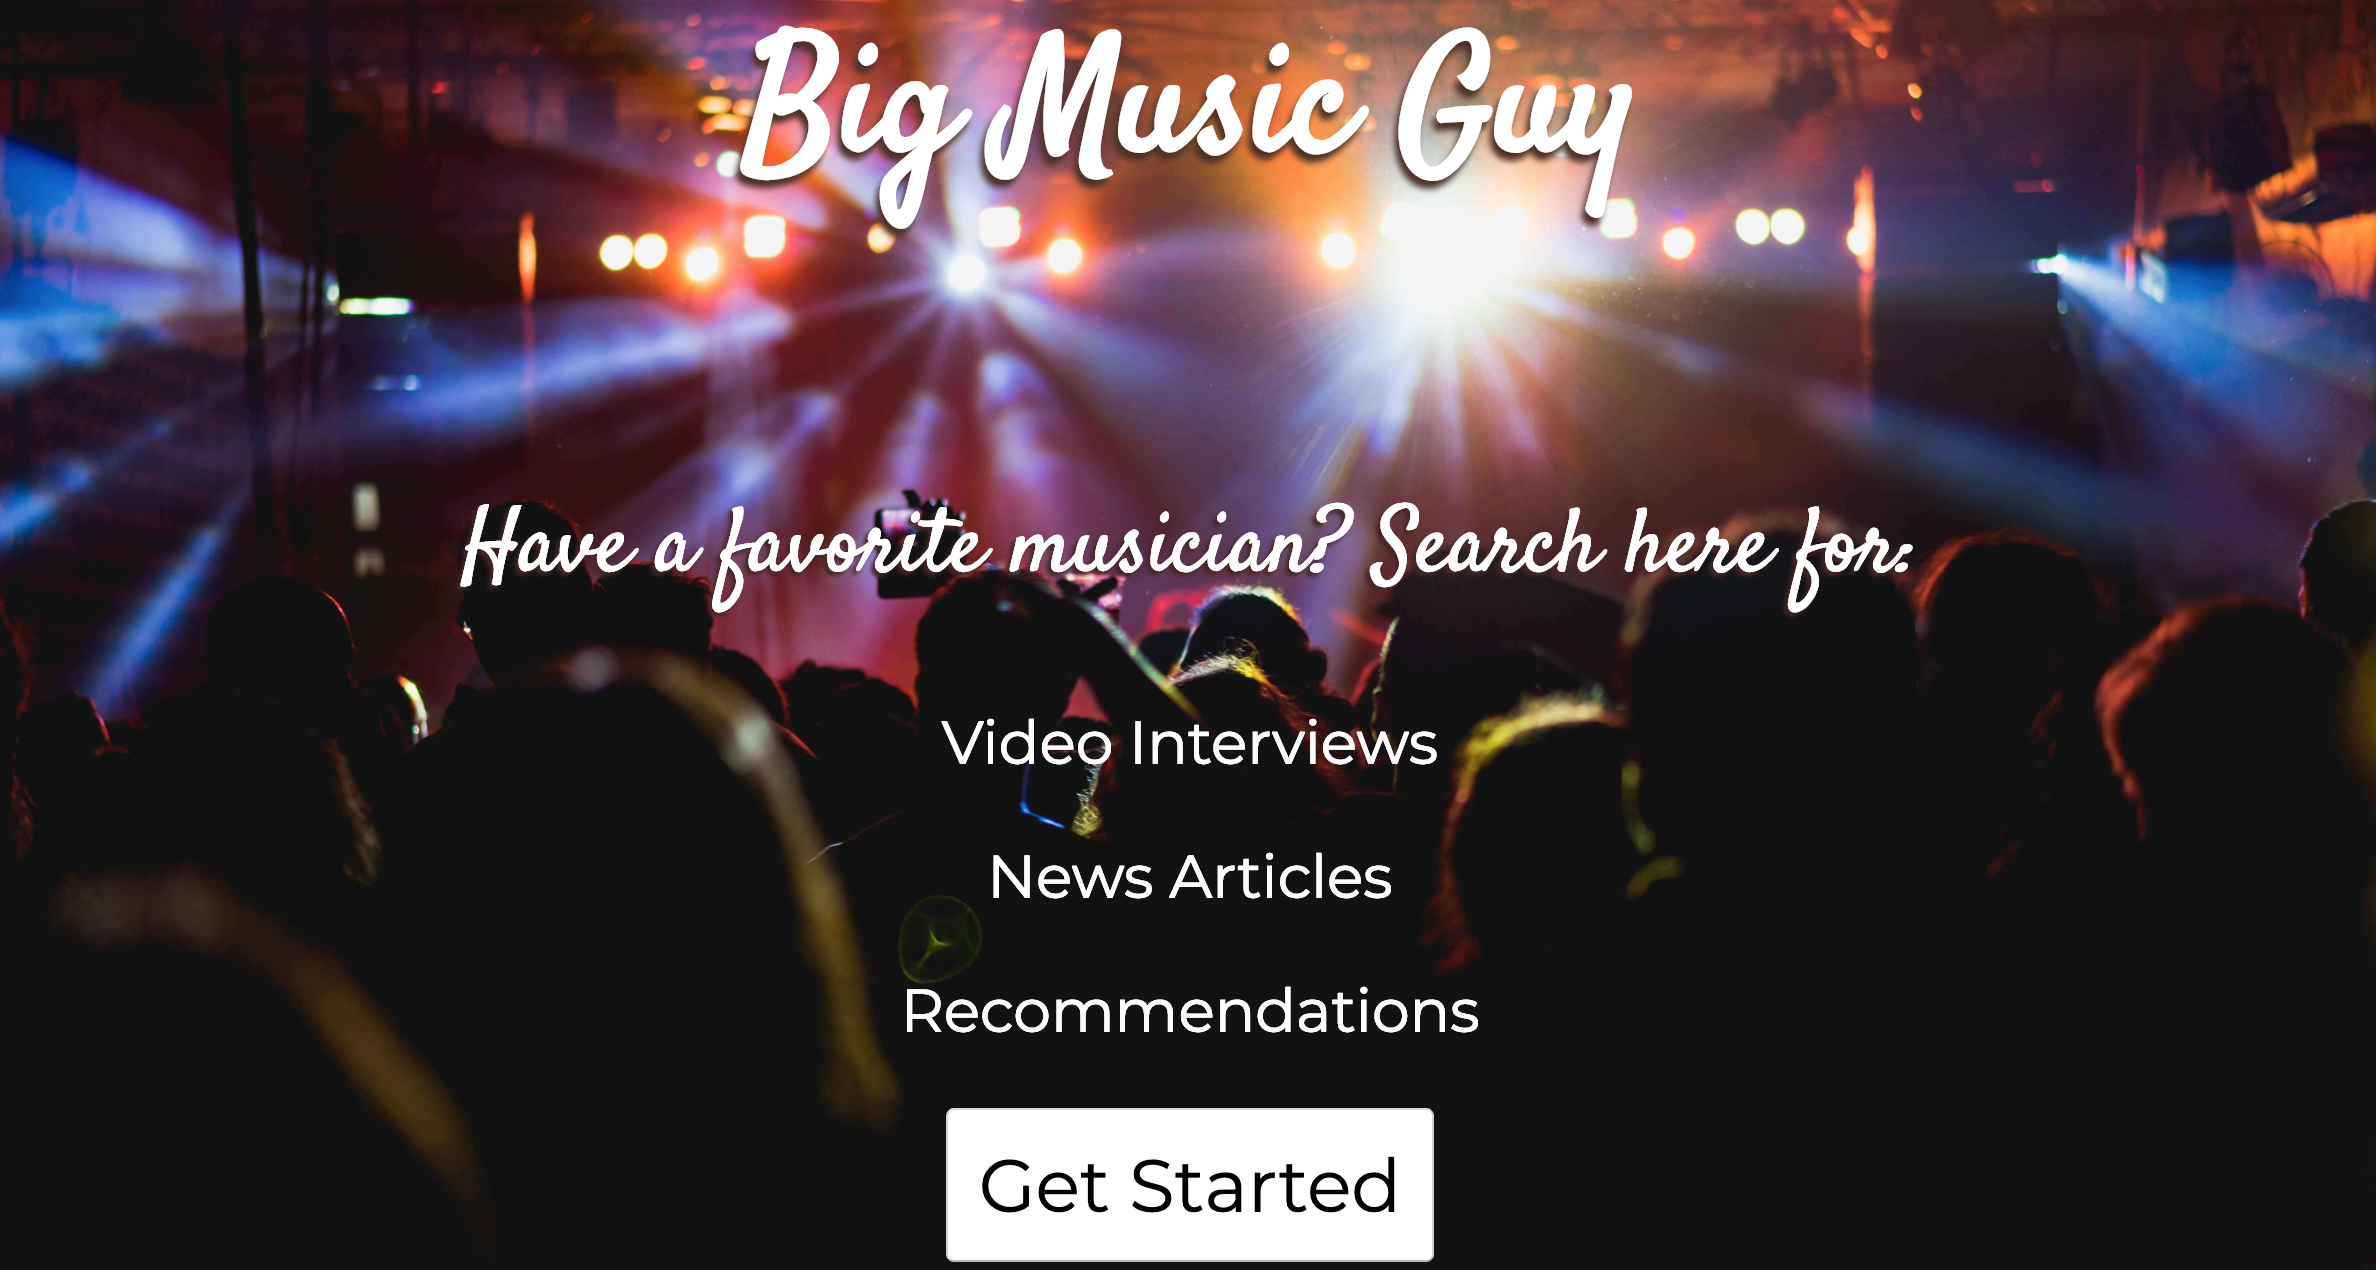 Big Music Guy
Have a favorite musician? Search here for:
Video Interviews
News Articles
Recommendations
Get Started